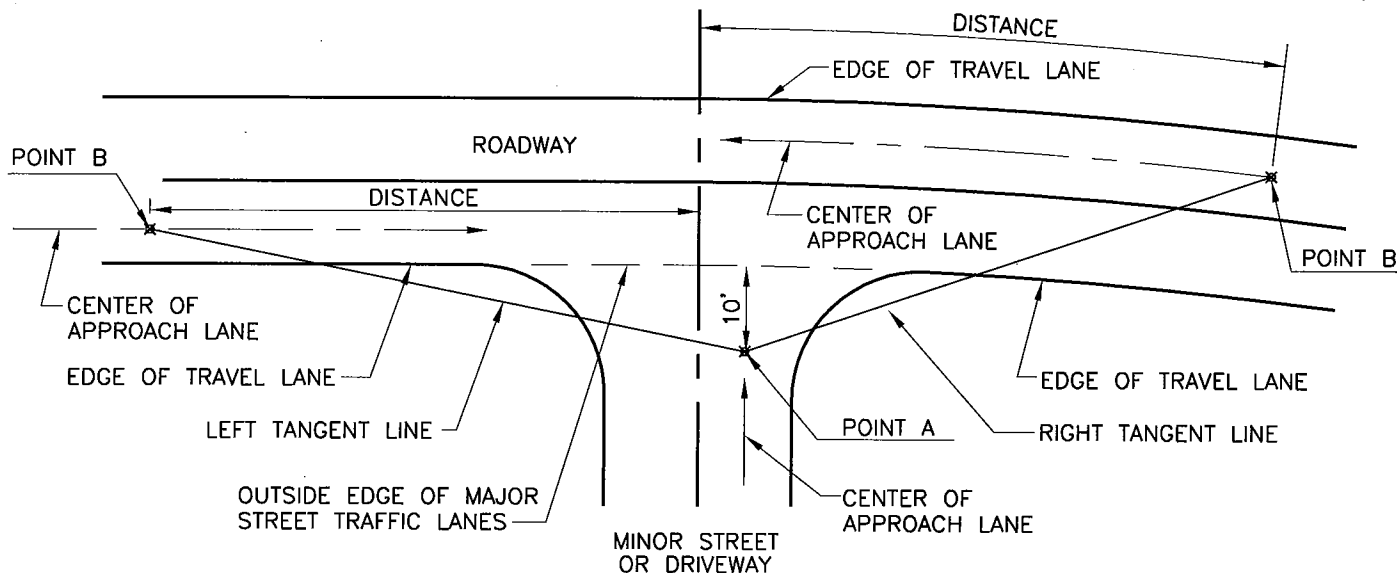 DISTANCE
EDGE OF TRAVEL LANE
ROADWAY
POINT B
DISTANCE
CENTER OF
APPROACH LANE
POINT B
CENTER OF
APPROACH LANE
10'
EDGE OF TRAVEL LANE
EDGE OF TRAVEL LANE
LEFT TANGENT LINE
POINT A
RIGHT TANGENT LINE
OUTSIDE EDGE OF MAJOR
STREET TRAFFIC LANES
CENTER OF
APPROACH LANE
MINOR STREET
OR DRIVEWAY